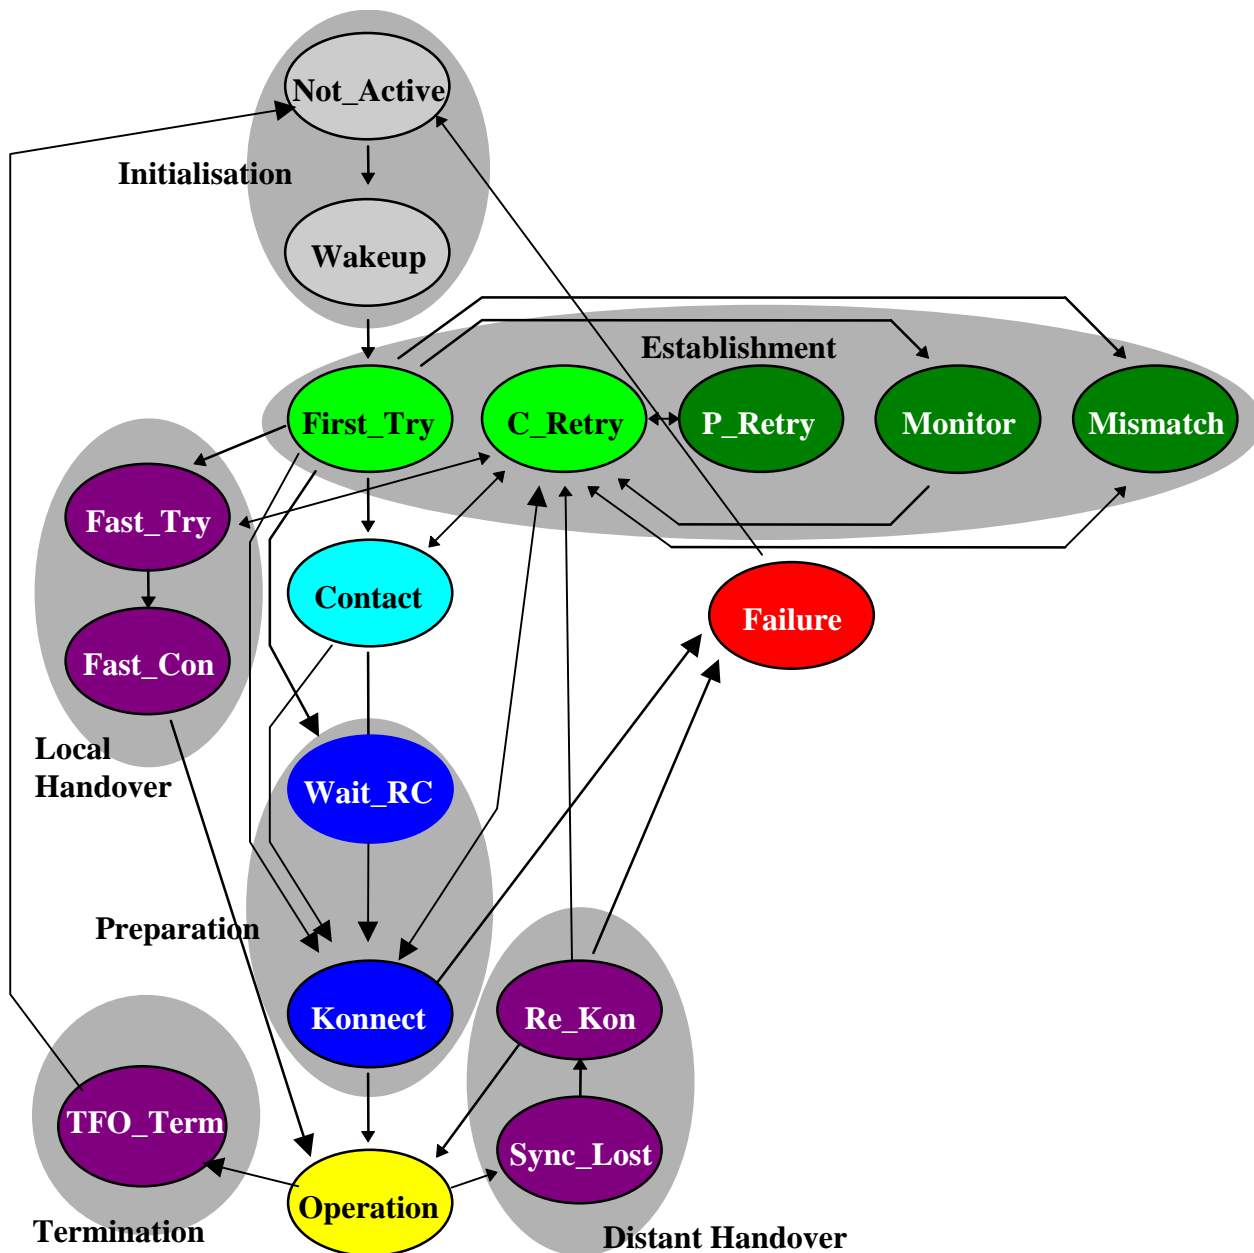 Not_Active
Initialisation
Wakeup
Establishment
First_Try
C_Retry
P_Retry
Monitor
Mismatch
Fast_Try
Contact
Failure
Fast_Con
Local
Handover
Wait_RC
Preparation
Konnect
Re_Kon
TFO_Term
Sync_Lost
Operation
Termination
Distant Handover